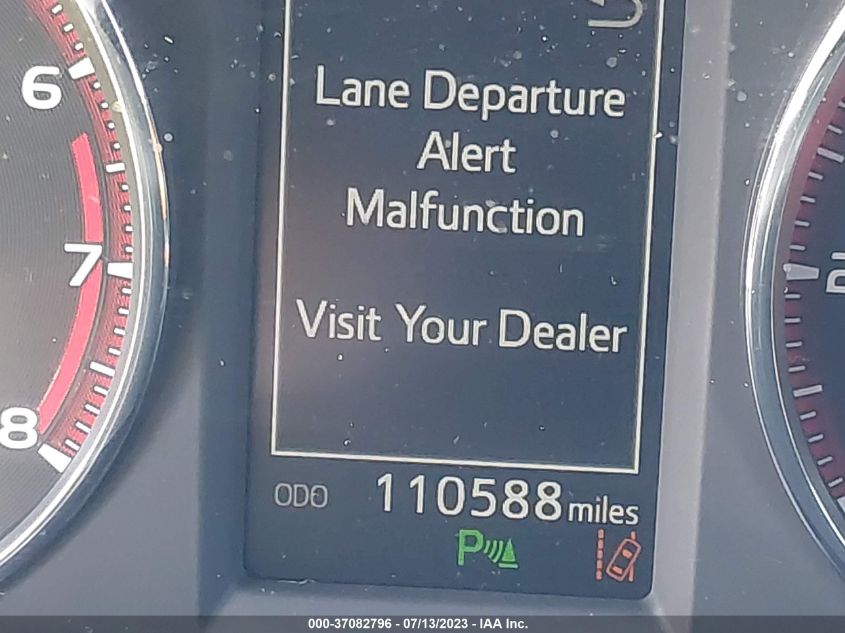 6
7
8
Lane Departure
Alert
Malfunction
Visit Your Dealer
ODO 110588 miles
P
000-37082796 - 07/13/2023 - IAA Inc.